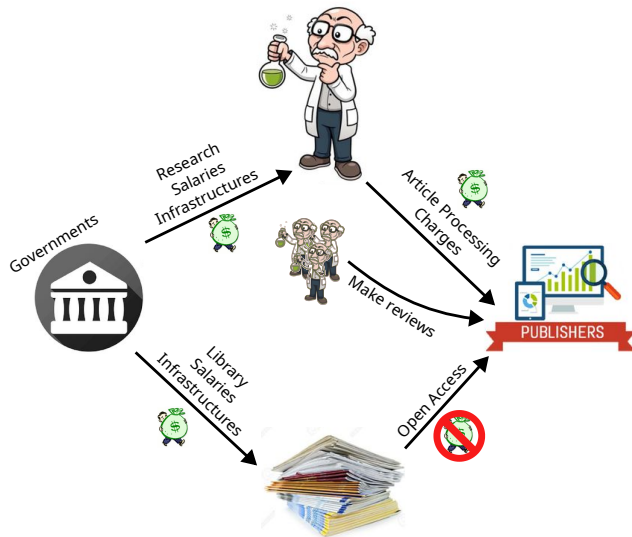 Research
Salaries
Infrastructures
Article Processing
Charges
Governments
Make reviews
PUBLISHERS
Library
Salaries
Infrastructures
Open Access